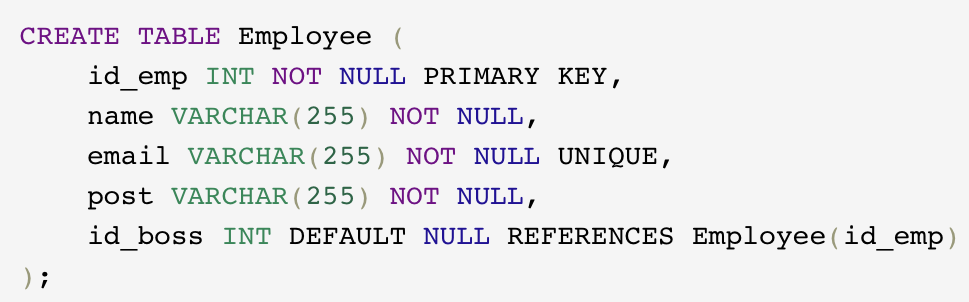 CREATE TABLE Employee (
    id_emp INT NOT NULL PRIMARY KEY,
    name VARCHAR(255) NOT NULL,
    email VARCHAR(255) NOT NULL UNIQUE,
    post VARCHAR(255) NOT NULL,
    id_boss INT DEFAULT NULL REFERENCES Employee(id_emp)
);